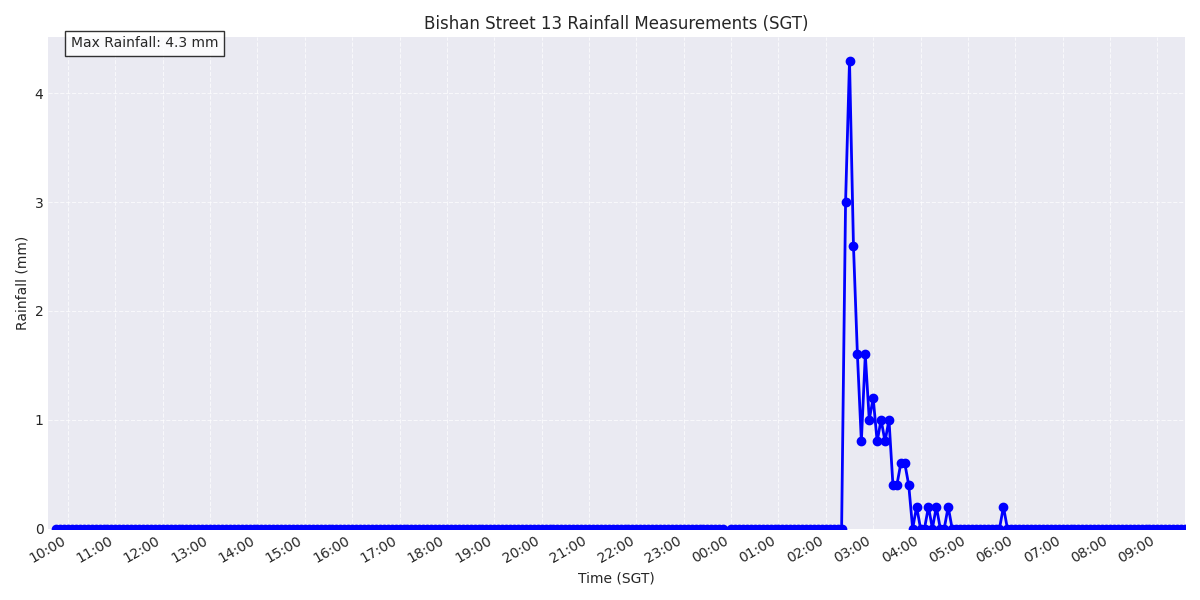 Bishan Street 13 Rainfall Measurements (SGT)
Max Rainfall: 4.3 mm
4
3
2
1
0
Rainfall (mm)
10:00 11:00 12:00 13:00 14:00 15:00 16:00 17:00 18:00 19:00 20:00 21:00 22:00 23:00 00:00 01:00 02:00 03:00 04:00 05:00 06:00 07:00 08:00 09:00
Time (SGT)